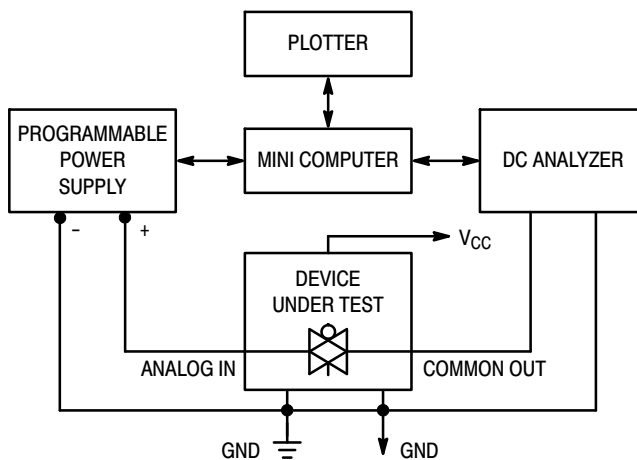 PLOTTER
PROGRAMMABLE
POWER
SUPPLY
MINI COMPUTER
DC ANALYZER
–
+
VCC
DEVICE
UNDER TEST
ANALOG IN
COMMON OUT
GND
GND